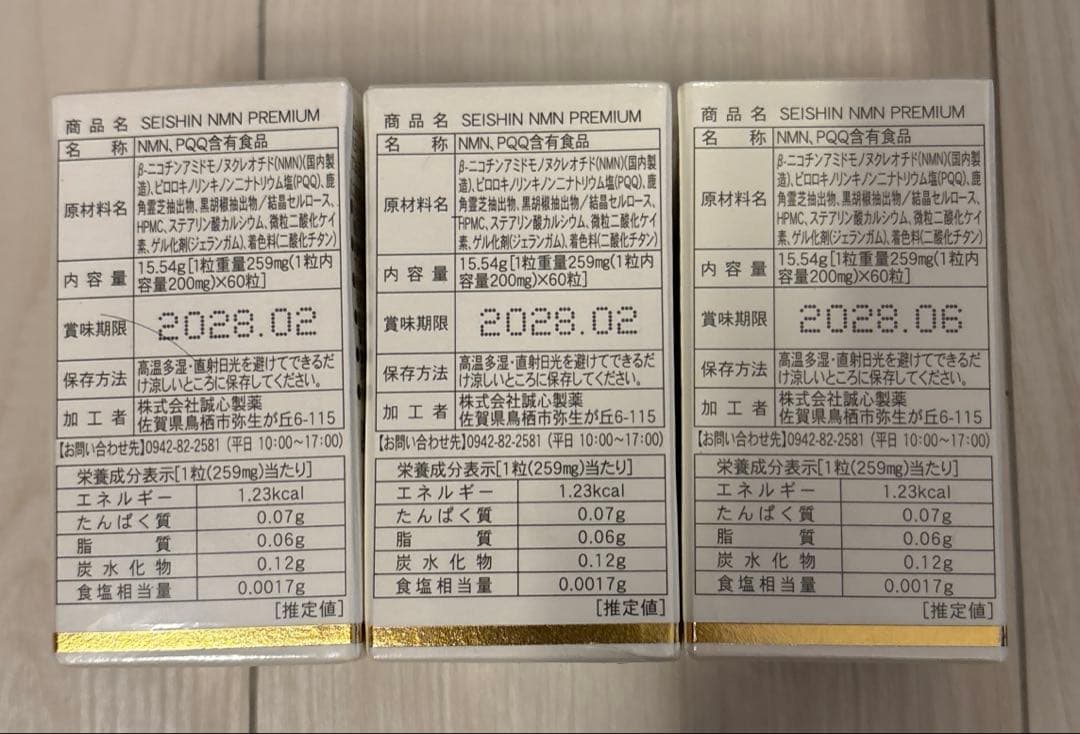 商品名 SEISHIN NMN PREMIUM
名称 NMN、PQQ含有食品
原材料名 β-ニコチンアミドモノヌクレオチド(NMN)(国内製
造)、ピロロキノリンキノン二ナトリウム塩(PQQ)、鹿
角霊芝抽出物、黒胡椒抽出物/結晶セルロース、
HPMC、ステアリン酸カルシウム、微粒二酸化ケイ
素、ゲル化剤(ジェランガム)、着色料(二酸化チタン)
内容量 15.54g[1粒重量259mg(1粒内
容量200mg)×60粒]
賞味期限 2028.02
保存方法 高温多湿・直射日光を避けてできるだ
け涼しいところに保存してください。
加工者 株式会社誠心製薬
佐賀県鳥栖市弥生が丘6-115
【お問い合わせ先】0942-82-2581 (平日 10:00~17:00)
栄養成分表示[1粒(259mg)当たり]
エネルギー 1.23kcal
たんぱく質 0.07g
脂質 0.06g
炭水化物 0.12g
食塩相当量 0.0017g
[推定値]
商品名 SEISHIN NMN PREMIUM
名称 NMN、PQQ含有食品
原材料名 β-ニコチンアミドモノヌクレオチド(NMN)(国内製
造)、ピロロキノリンキノン二ナトリウム塩(PQQ)、鹿
角霊芝抽出物、黒胡椒抽出物/結晶セルロース、
HPMC、ステアリン酸カルシウム、微粒二酸化ケイ
素、ゲル化剤(ジェランガム)、着色料(二酸化チタン)
内容量 15.54g[1粒重量259mg(1粒内
容量200mg)×60粒]
賞味期限 2028.02
保存方法 高温多湿・直射日光を避けてできるだ
け涼しいところに保存してください。
加工者 株式会社誠心製薬
佐賀県鳥栖市弥生が丘6-115
【お問い合わせ先】0942-82-2581 (平日 10:00~17:00)
栄養成分表示[1粒(259mg)当たり]
エネルギー 1.23kcal
たんぱく質 0.07g
脂質 0.06g
炭水化物 0.12g
食塩相当量 0.0017g
[推定値]
商品名 SEISHIN NMN PREMIUM
名称 NMN、PQQ含有食品
原材料名 β-ニコチンアミドモノヌクレオチド(NMN)(国内製
造)、ピロロキノリンキノン二ナトリウム塩(PQQ)、鹿
角霊芝抽出物、黒胡椒抽出物/結晶セルロース、
HPMC、ステアリン酸カルシウム、微粒二酸化ケイ
素、ゲル化剤(ジェランガム)、着色料(二酸化チタン)
内容量 15.54g[1粒重量259mg(1粒内
容量200mg)×60粒]
賞味期限 2028.06
保存方法 高温多湿・直射日光を避けてできるだ
け涼しいところに保存してください。
加工者 株式会社誠心製薬
佐賀県鳥栖市弥生が丘6-115
【お問い合わせ先】0942-82-2581 (平日 10:00~17:00)
栄養成分表示[1粒(259mg)当たり]
エネルギー 1.23kcal
たんぱく質 0.07g
脂質 0.06g
炭水化物 0.12g
食塩相当量 0.0017g
[推定値]